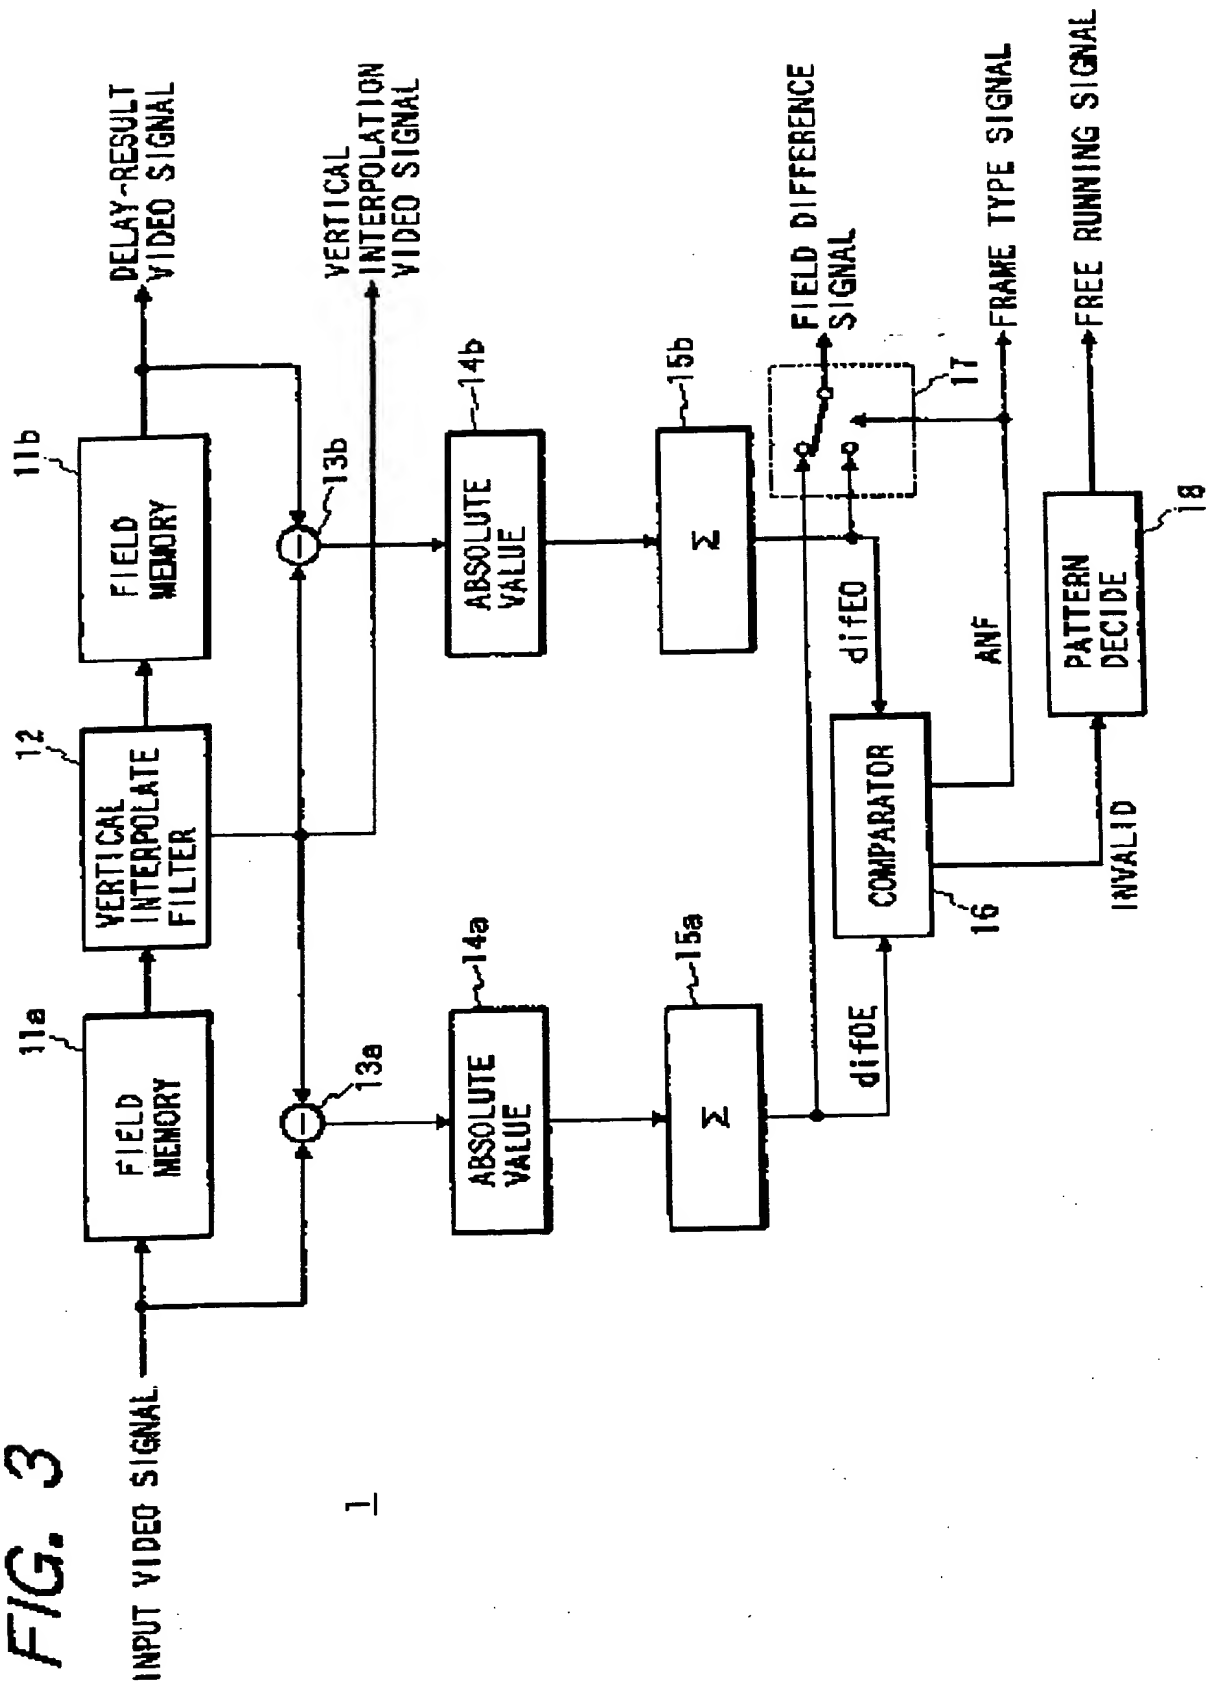 FIG. 3
1
INPUT VIDEO SIGNAL
11a
FIELD
MEMORY
12
VERTICAL
INTERPOLATE
FILTER
11b
FIELD
MEMORY
DELAY-RESULT
VIDEO SIGNAL
13a
13b
VERTICAL
INTERPOLATION
VIDEO SIGNAL
14a
ABSOLUTE
VALUE
14b
ABSOLUTE
VALUE
15a
Σ
15b
Σ
FIELD DIFFERENCE
SIGNAL
17
difOE
difEO
COMPARATOR
16
ANF
FRAME TYPE SIGNAL
INVALID
PATTERN
DECIDE
18
FREE RUNNING SIGNAL